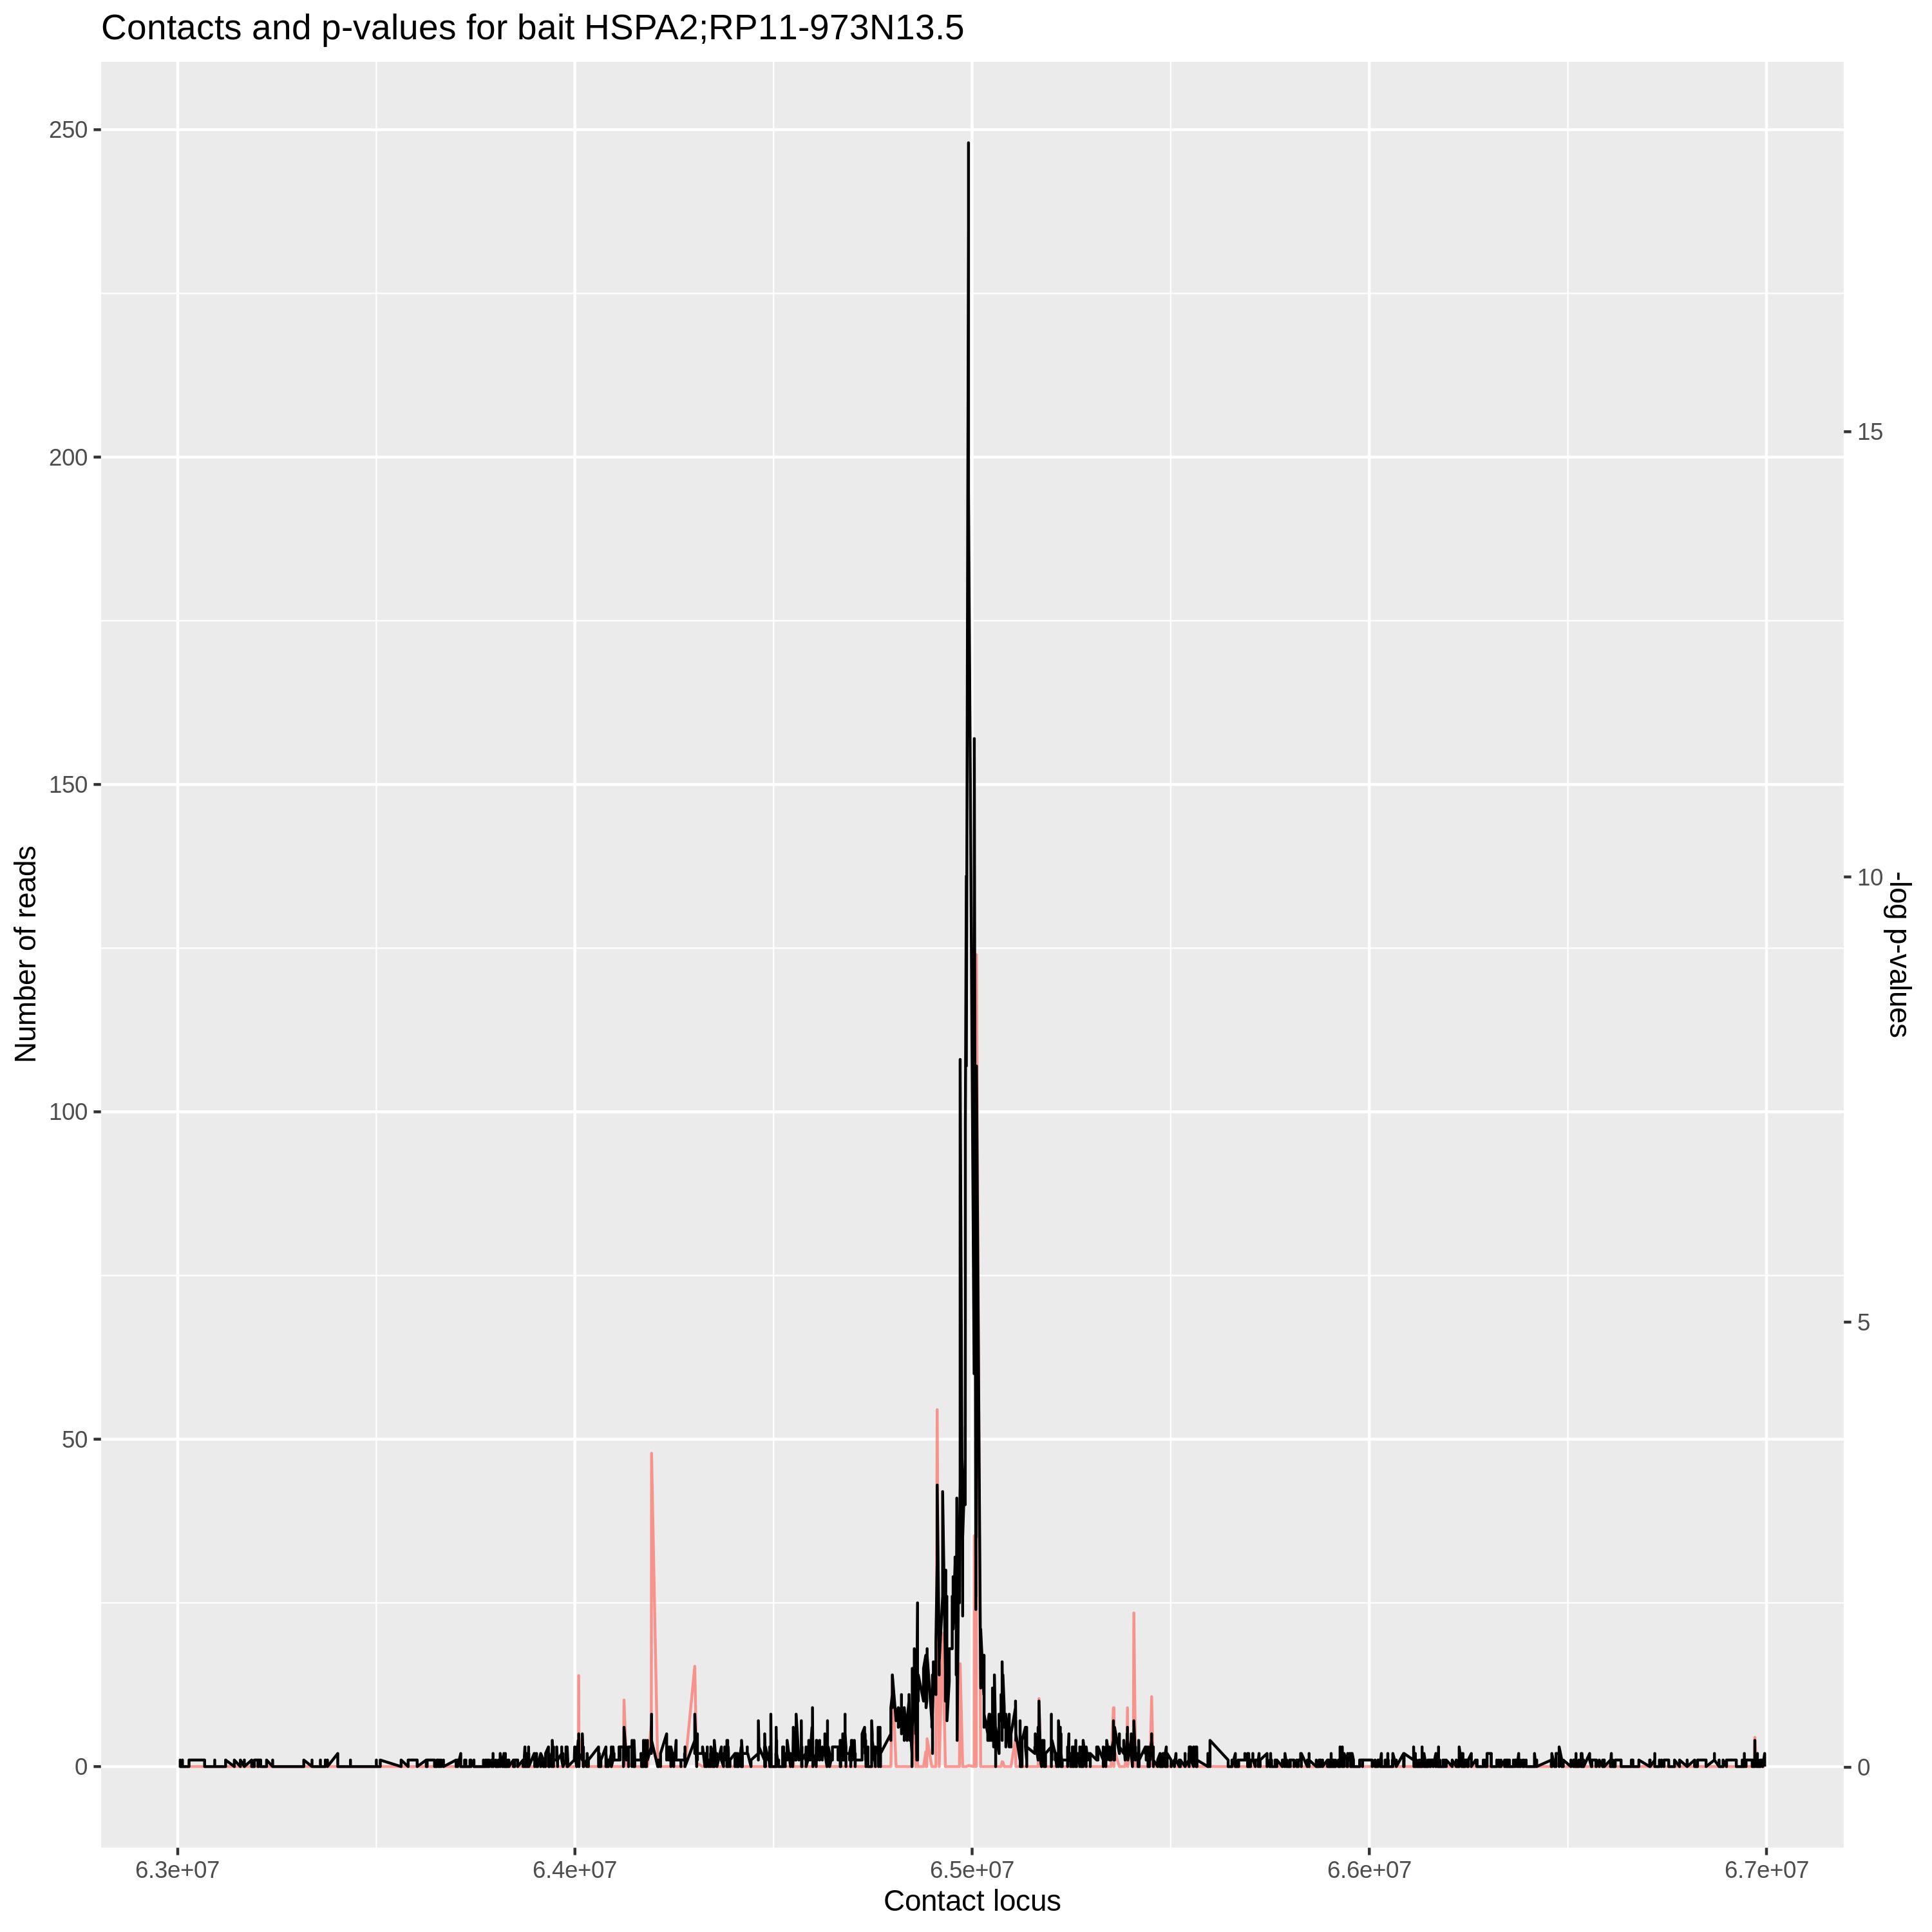 Contacts and p-values for bait HSPA2;RP11-973N13.5
250
200
150
100
50
0
Number of reads
15
10
5
0
-log p-values
6.3e+07
6.4e+07
6.5e+07
6.6e+07
6.7e+07
Contact locus